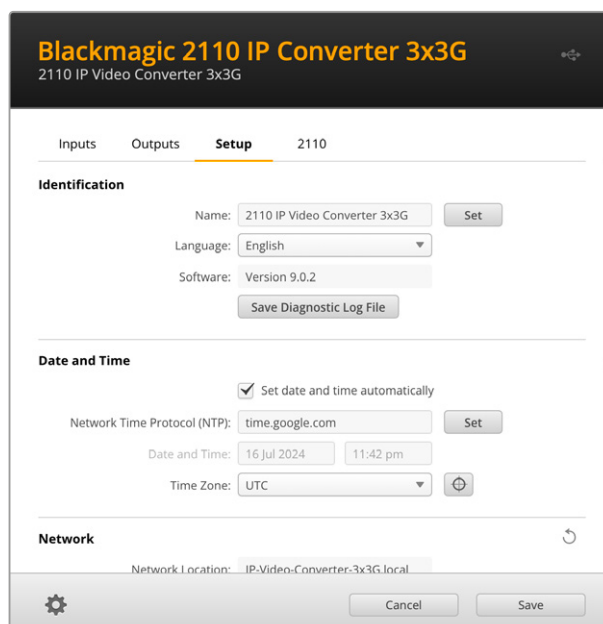 Blackmagic 2110 IP Converter 3x3G
2110 IP Video Converter 3x3G
Inputs Outputs Setup 2110
Identification
Name: 2110 IP Video Converter 3x3G Set
Language: English
Software: Version 9.0.2
Save Diagnostic Log File
Date and Time
Set date and time automatically
Network Time Protocol (NTP): time.google.com Set
Date and Time: 16 Jul 2024 11:42 pm
Time Zone: UTC
Network
Network Location: IP-Video-Converter-3x3G.local
Cancel Save